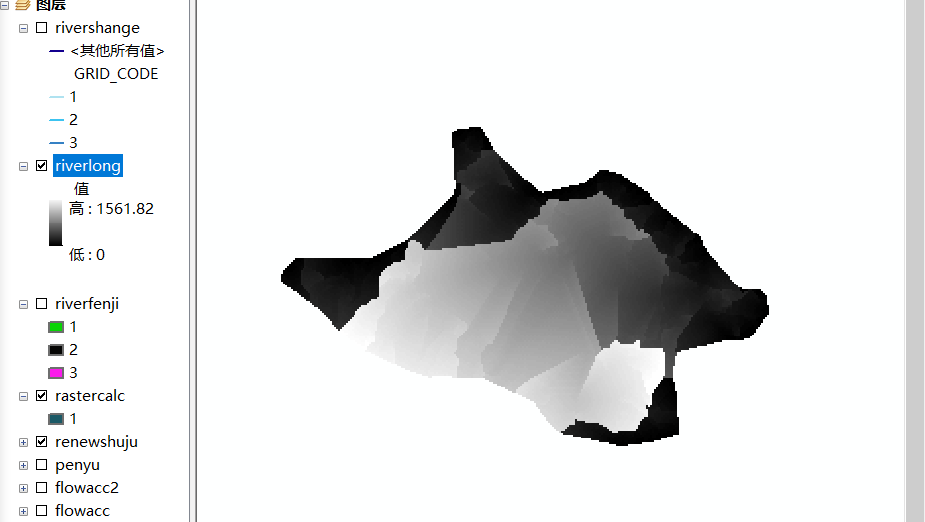 图层
rivershange
<其他所有值>
GRID_CODE
1
2
3
riverlong
值
高 : 1561.82
低 : 0
riverfenji
1
2
3
rastercalc
1
renewshuju
penyu
flowacc2
flowacc